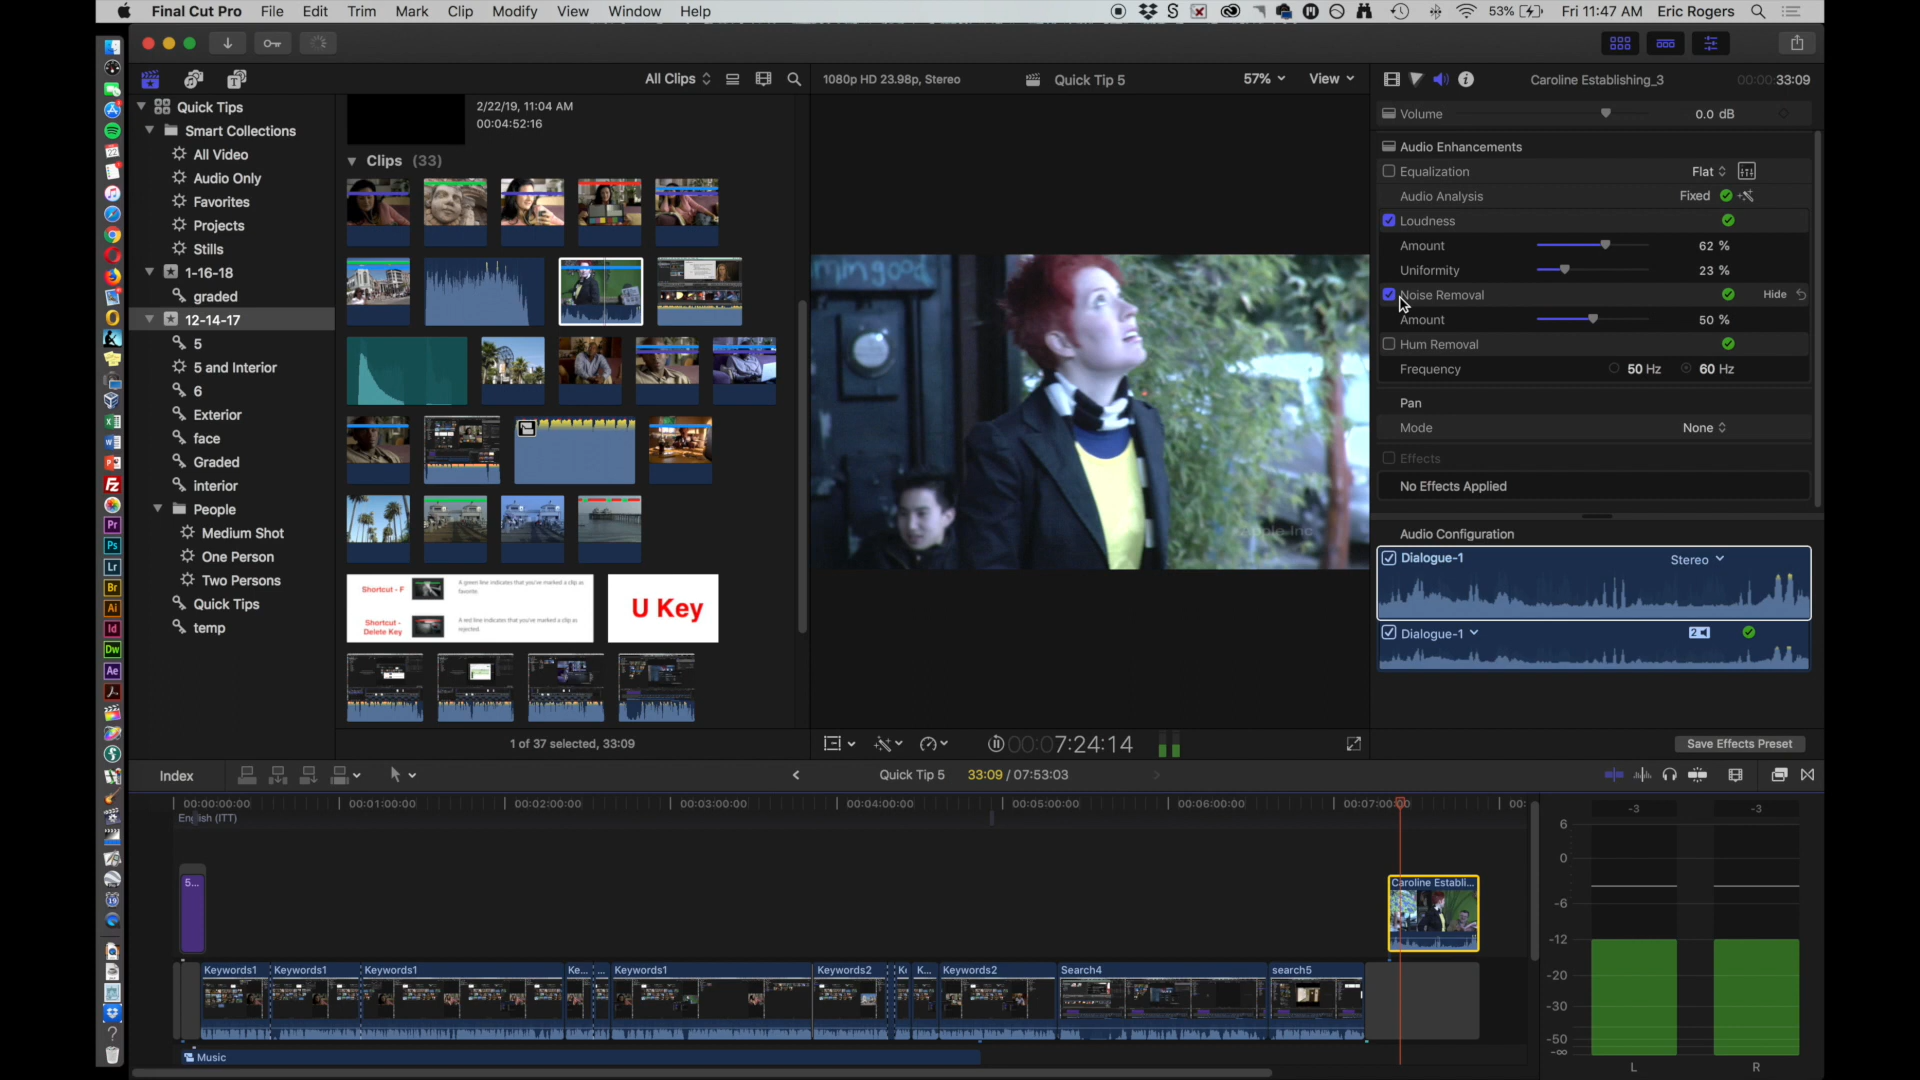 Final Cut Pro File Edit Trim Mark Clip Modify View Window Help
53% Fri 11:47 AM Eric Rogers
All Clips
1080p HD 23.98p, Stereo Quick Tip 5 57% View
Caroline Establishing_3 00:00:33:09
Quick Tips
Smart Collections
All Video
Audio Only
Favorites
Projects
Stills
1-16-18
graded
12-14-17
5
5 and Interior
6
Exterior
face
Graded
interior
People
Medium Shot
One Person
Two Persons
Quick Tips
temp
2/22/19, 11:04 AM
00:04:52:16
Clips (33)
Shortcut - F
A green line indicates that you've marked a clip as favorite.
Shortcut - Delete Key
A red line indicates that you've marked a clip as rejected.
U Key
1 of 37 selected, 33:09
Apple Inc
00:07:24:14
Volume 0.0 dB
Audio Enhancements
Equalization Flat
Audio Analysis Fixed
Loudness
Amount 62 %
Uniformity 23 %
Noise Removal Hide
Amount 50 %
Hum Removal
Frequency 50 Hz 60 Hz
Pan
Mode None
Effects
No Effects Applied
Audio Configuration
Dialogue-1 Stereo
Dialogue-1 2
Save Effects Preset
Index Quick Tip 5 33:09 / 07:53:03
00:00:00:00 00:01:00:00 00:02:00:00 00:03:00:00 00:04:00:00 00:05:00:00 00:06:00:00 00:07:00:00 00:
English (ITT)
5...
Caroline Establi...
Keywords1 Keywords1 Keywords1 Ke... ... Keywords1 Keywords2 K K... Keywords2 Search4 search5
Music
-3 -3
6
0
-6
-12
-20
-30
-50
-∞
L R
Pr
Ps
Lr
Br
Ai
Id
Dw
Ae